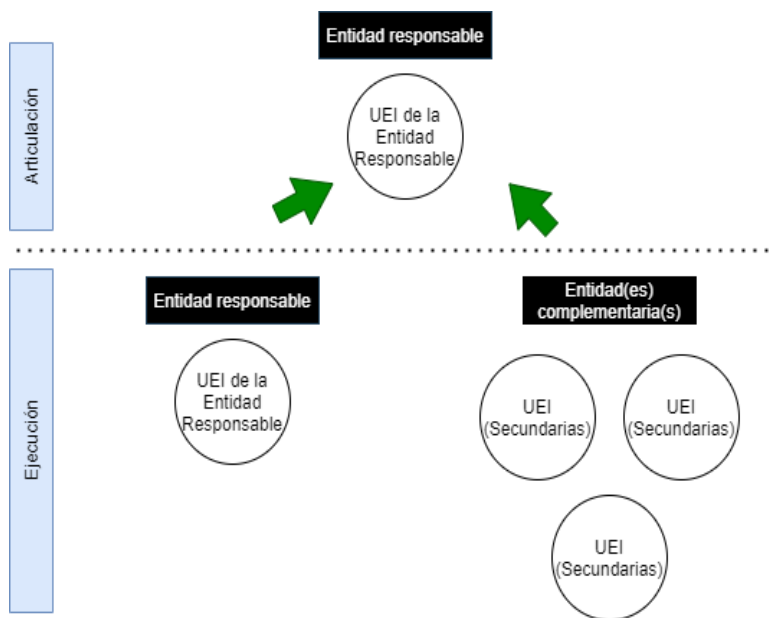 Entidad responsable
Articulación
UEI de la
Entidad
Responsable
Entidad responsable
Entidad(es)
complementaria(s)
Ejecución
UEI de la
Entidad
Responsable
UEI
(Secundarias)
UEI
(Secundarias)
UEI
(Secundarias)